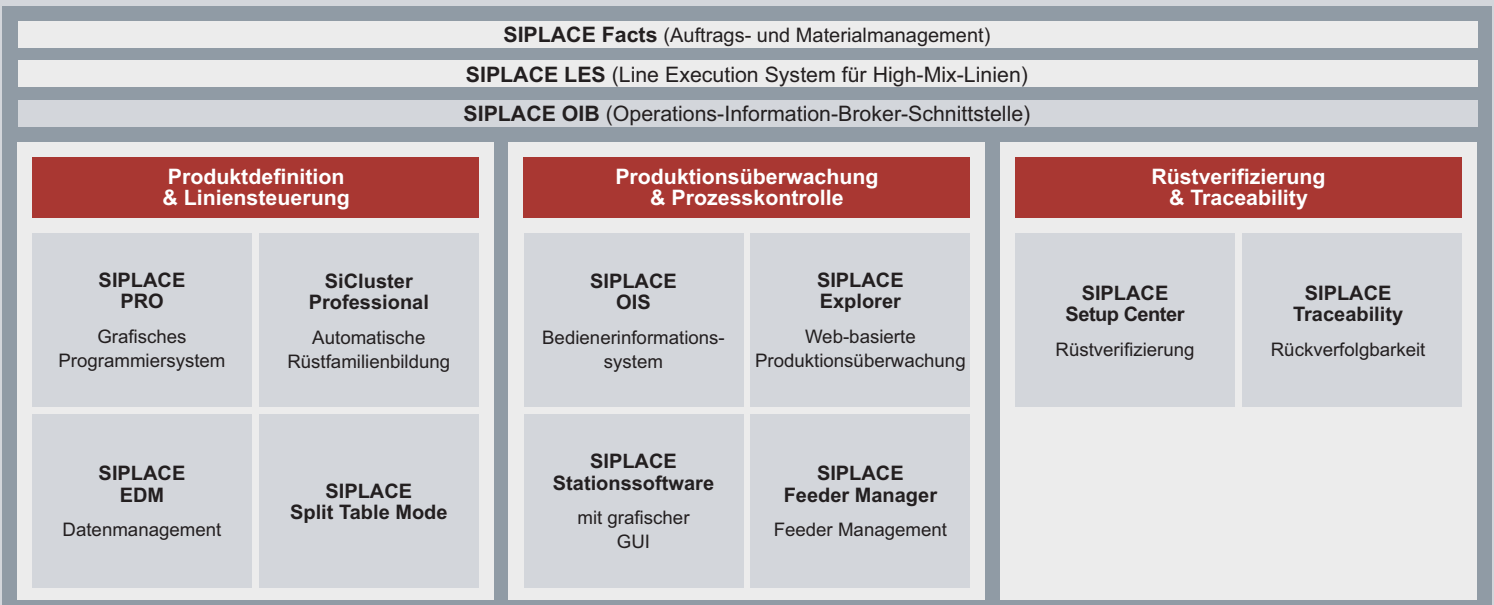 SIPLACE Facts (Auftrags- und Materialmanagement)
SIPLACE LES (Line Execution System für High-Mix-Linien)
SIPLACE OIB (Operations-Information-Broker-Schnittstelle)
Produktdefinition
& Liniensteuerung
SIPLACE
PRO
Grafisches
Programmiersystem
SiCluster
Professional
Automatische
Rüstfamilienbildung
SIPLACE
EDM
Datenmanagement
SIPLACE
Split Table Mode
Produktionsüberwachung
& Prozesskontrolle
SIPLACE
OIS
Bedienerinformations-
system
SIPLACE
Explorer
Web-basierte
Produktionsüberwachung
SIPLACE
Stationssoftware
mit grafischer
GUI
SIPLACE
Feeder Manager
Feeder Management
Rüstverifizierung
& Traceability
SIPLACE
Setup Center
Rüstverifizierung
SIPLACE
Traceability
Rückverfolgbarkeit